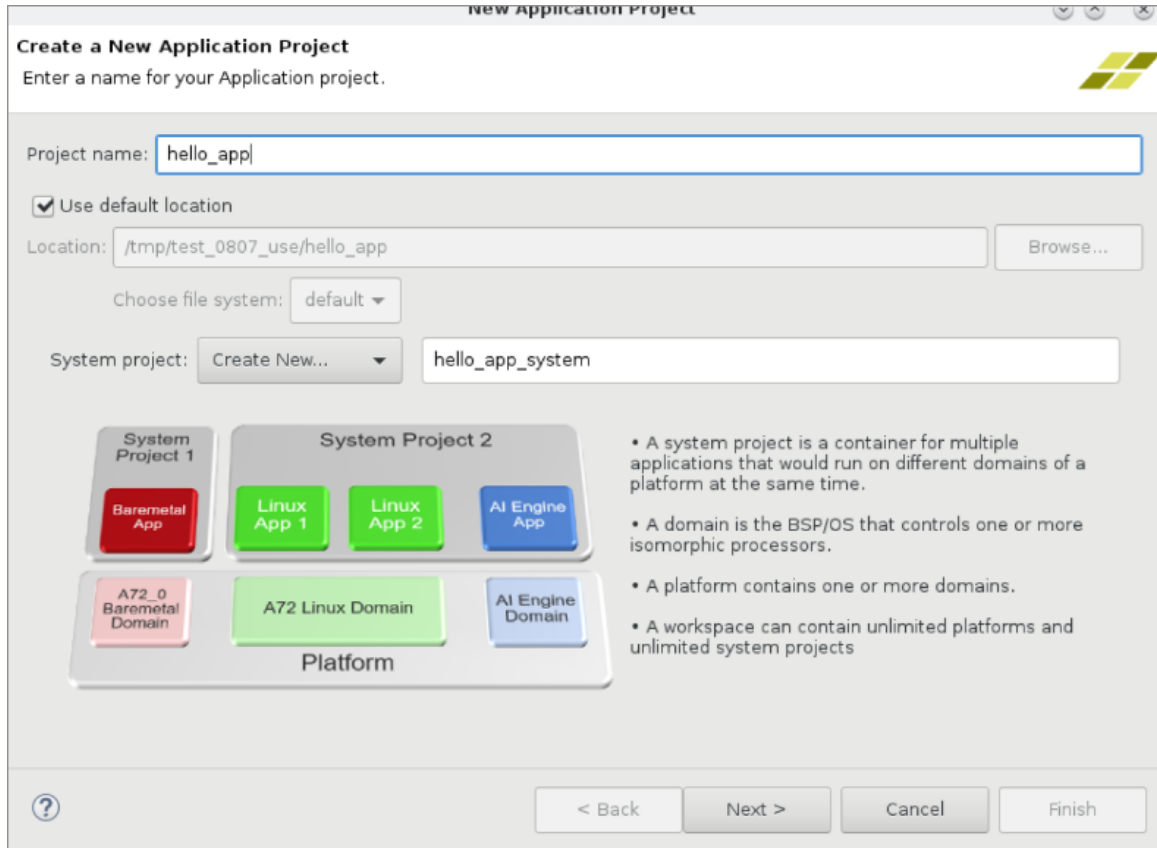 New Application Project
Create a New Application Project
Enter a name for your Application project.
Project name: hello_app
Use default location
Location: /tmp/test_0807_use/hello_app Browse...
Choose file system: default
System project: Create New... hello_app_system
System
Project 1
System Project 2
Baremetal
App
Linux
App 1
Linux
App 2
AI Engine
App
A72_0
Baremetal
Domain
A72 Linux Domain
AI Engine
Domain
Platform
• A system project is a container for multiple
applications that would run on different domains of a
platform at the same time.
• A domain is the BSP/OS that controls one or more
isomorphic processors.
• A platform contains one or more domains.
• A workspace can contain unlimited platforms and
unlimited system projects
? < Back Next > Cancel Finish